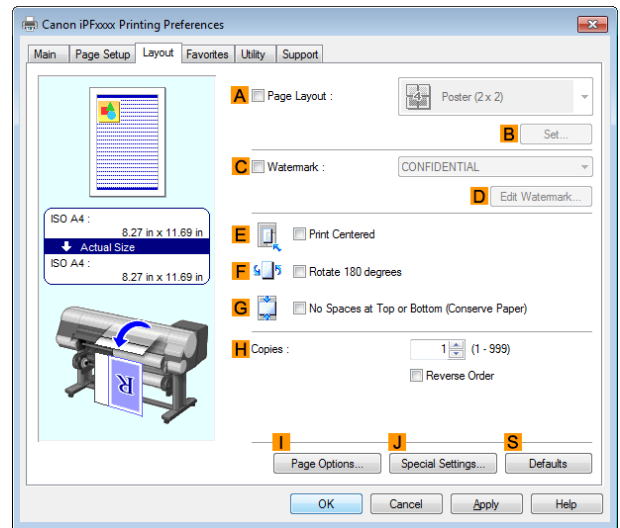 Canon iPFxxxx Printing Preferences
Main Page Setup Layout Favorites Utility Support
A Page Layout : 4 Poster (2 x 2)
B Set...
C Watermark : CONFIDENTIAL
D Edit Watermark...
ISO A4 :
8.27 in x 11.69 in
Actual Size
ISO A4 :
8.27 in x 11.69 in
E Print Centered
F Rotate 180 degrees
G No Spaces at Top or Bottom (Conserve Paper)
H Copies : 1 (1 - 999)
Reverse Order
R
I J S
Page Options... Special Settings... Defaults
OK Cancel Apply Help